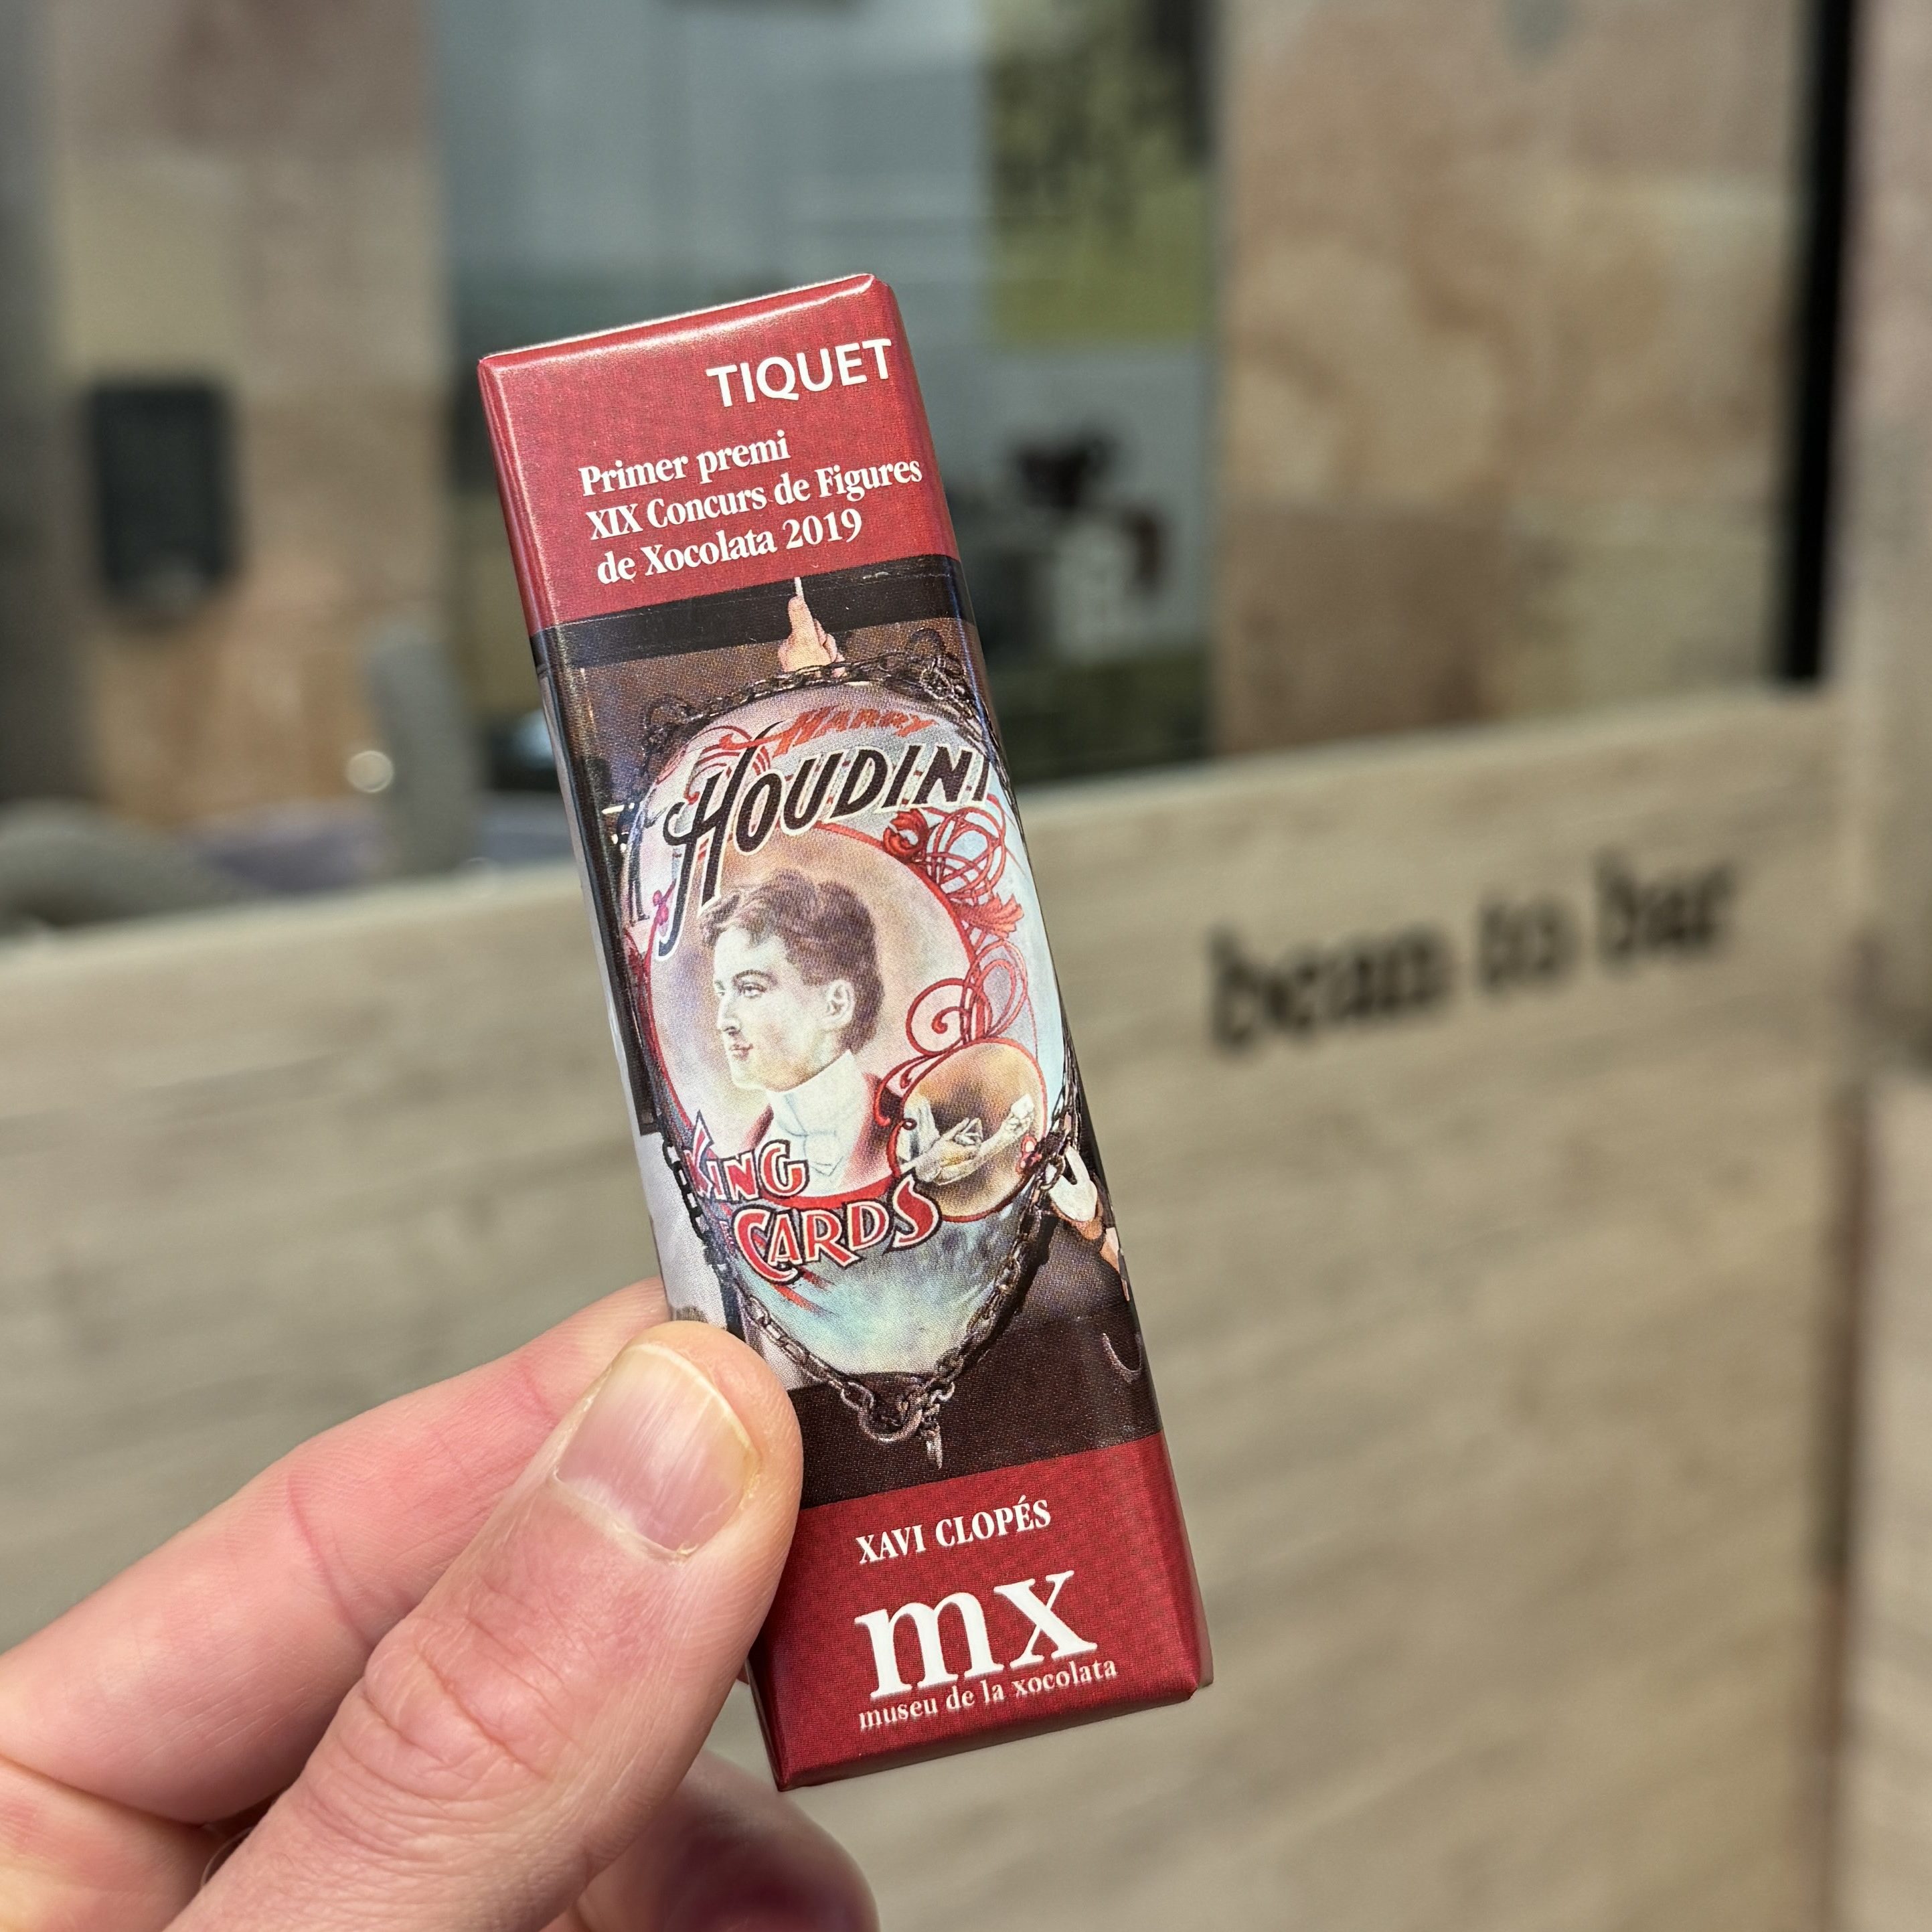 TIQUET
Primer premi
XIX Concurs de Figures
de Xocolata 2019
HARRY
HOUDINI
KING
CARDS
XAVI CLOPÉS
mx
museu de la xocolata
bean to bar